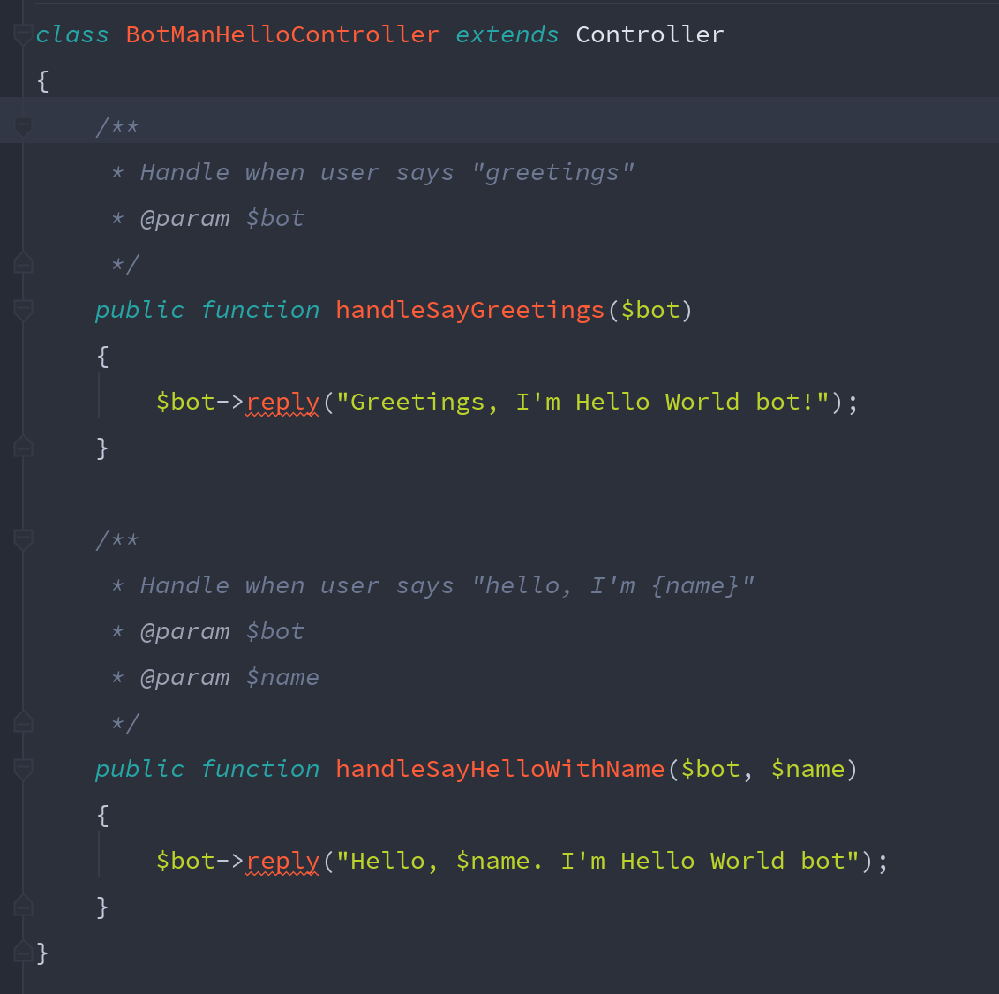 class BotManHelloController extends Controller
{
    /**
     * Handle when user says "greetings"
     * @param $bot
     */
    public function handleSayGreetings($bot)
    {
        $bot->reply("Greetings, I'm Hello World bot!");
    }

    /**
     * Handle when user says "hello, I'm {name}"
     * @param $bot
     * @param $name
     */
    public function handleSayHelloWithName($bot, $name)
    {
        $bot->reply("Hello, $name. I'm Hello World bot");
    }
}